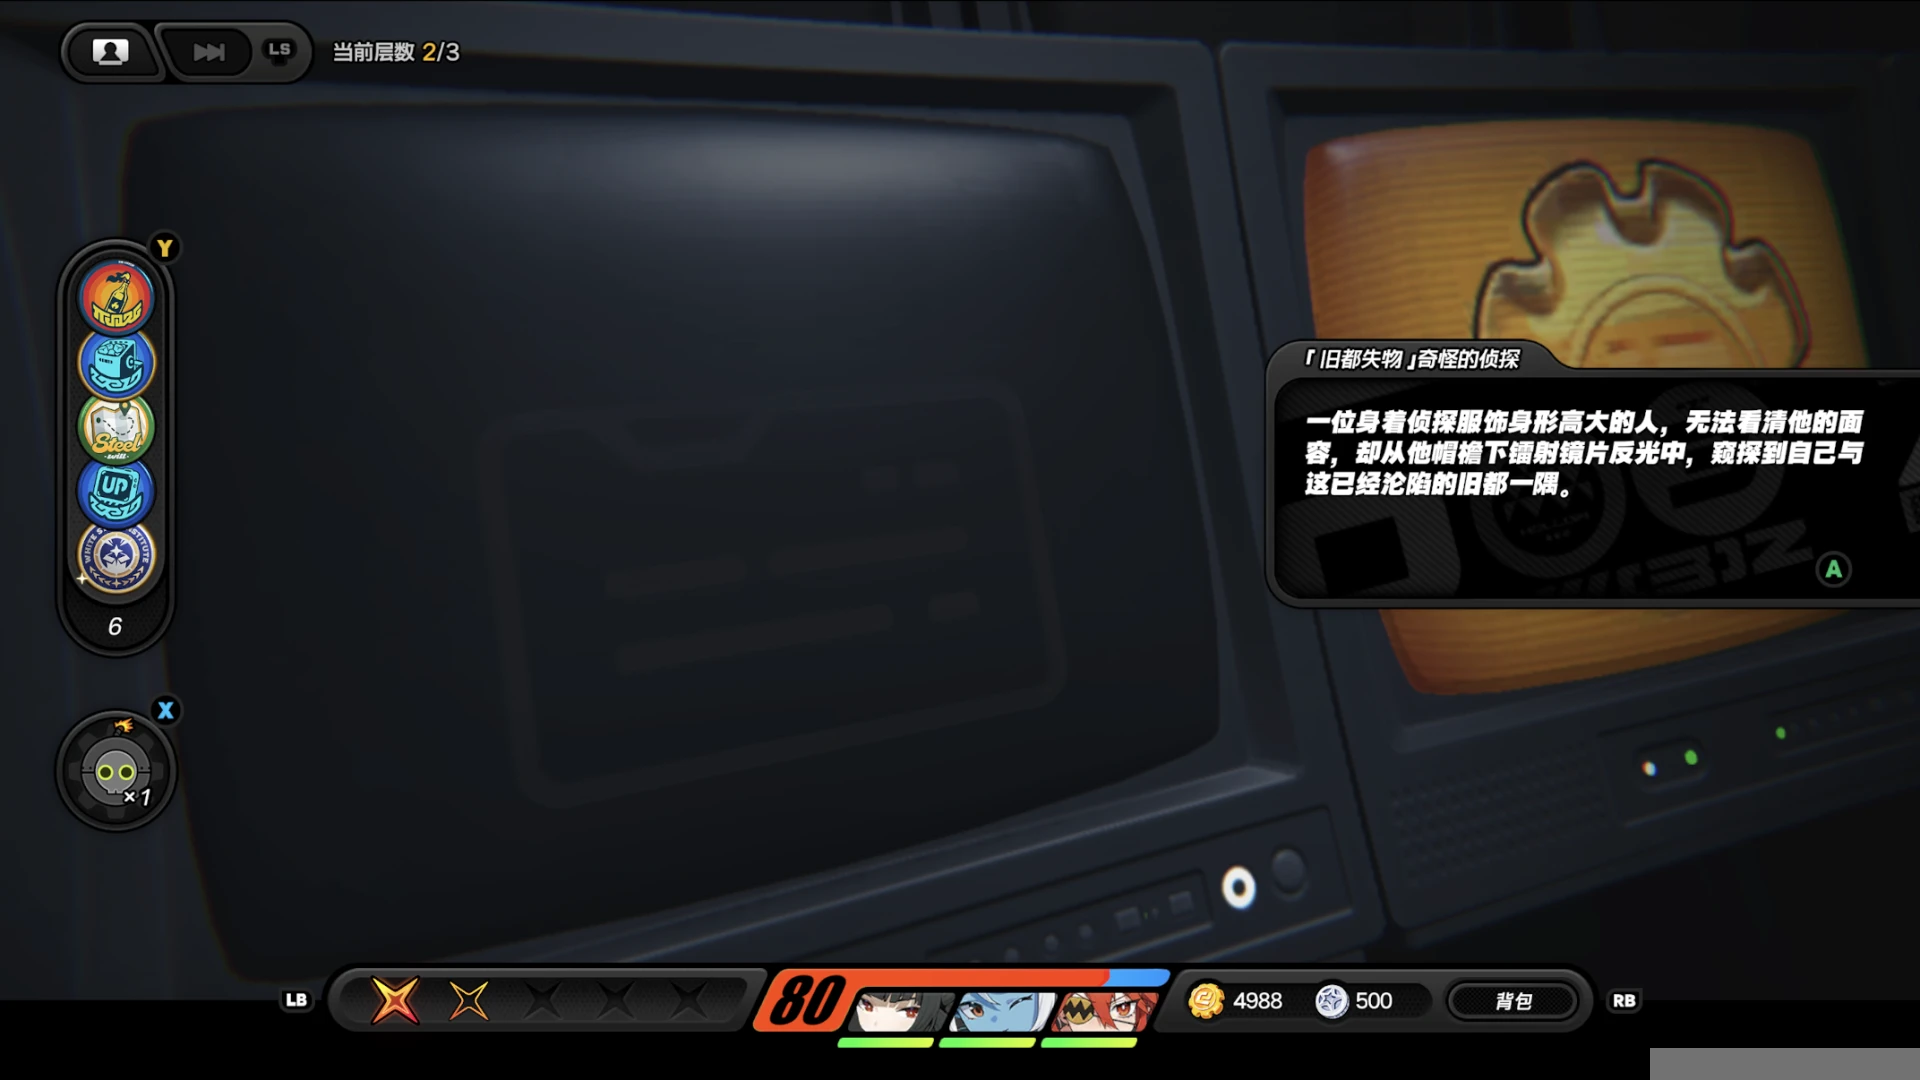 LS
当前层数 2/3
Y
UP
Steel
WHITE S
STITUTE
6
X
×1
「旧都失物」奇怪的侦探
一位身着侦探服饰身形高大的人，无法看清他的面
容，却从他帽檐下镭射镜片反光中，窥探到自己与
这已经沦陷的旧都一隅。
A
LB
80
4988
500
背包
RB